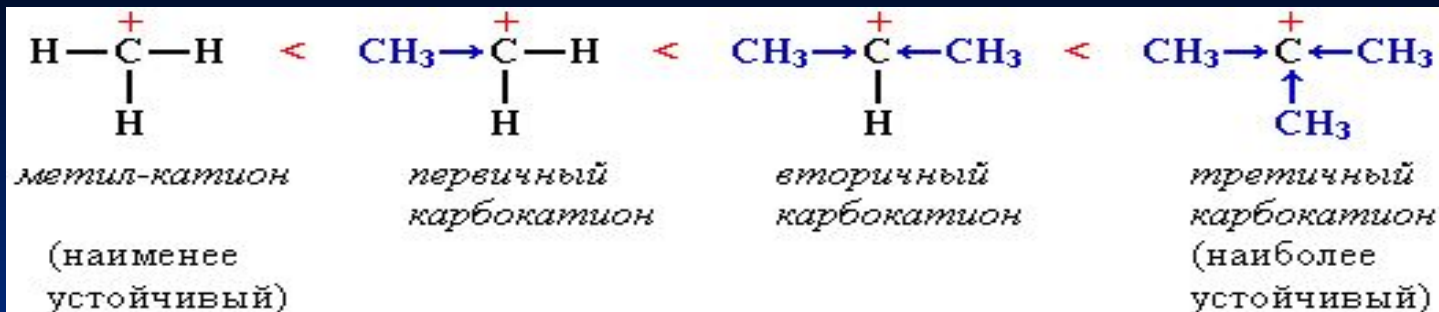 + + + +
H—C—H < CH₃→C—H < CH₃→C←CH₃ < CH₃→C←CH₃
H H H CH₃
метил-катион первичный вторичный третичный
карбокатион карбокатион карбокатион
(наименее (наиболее
устойчивый) устойчивый)